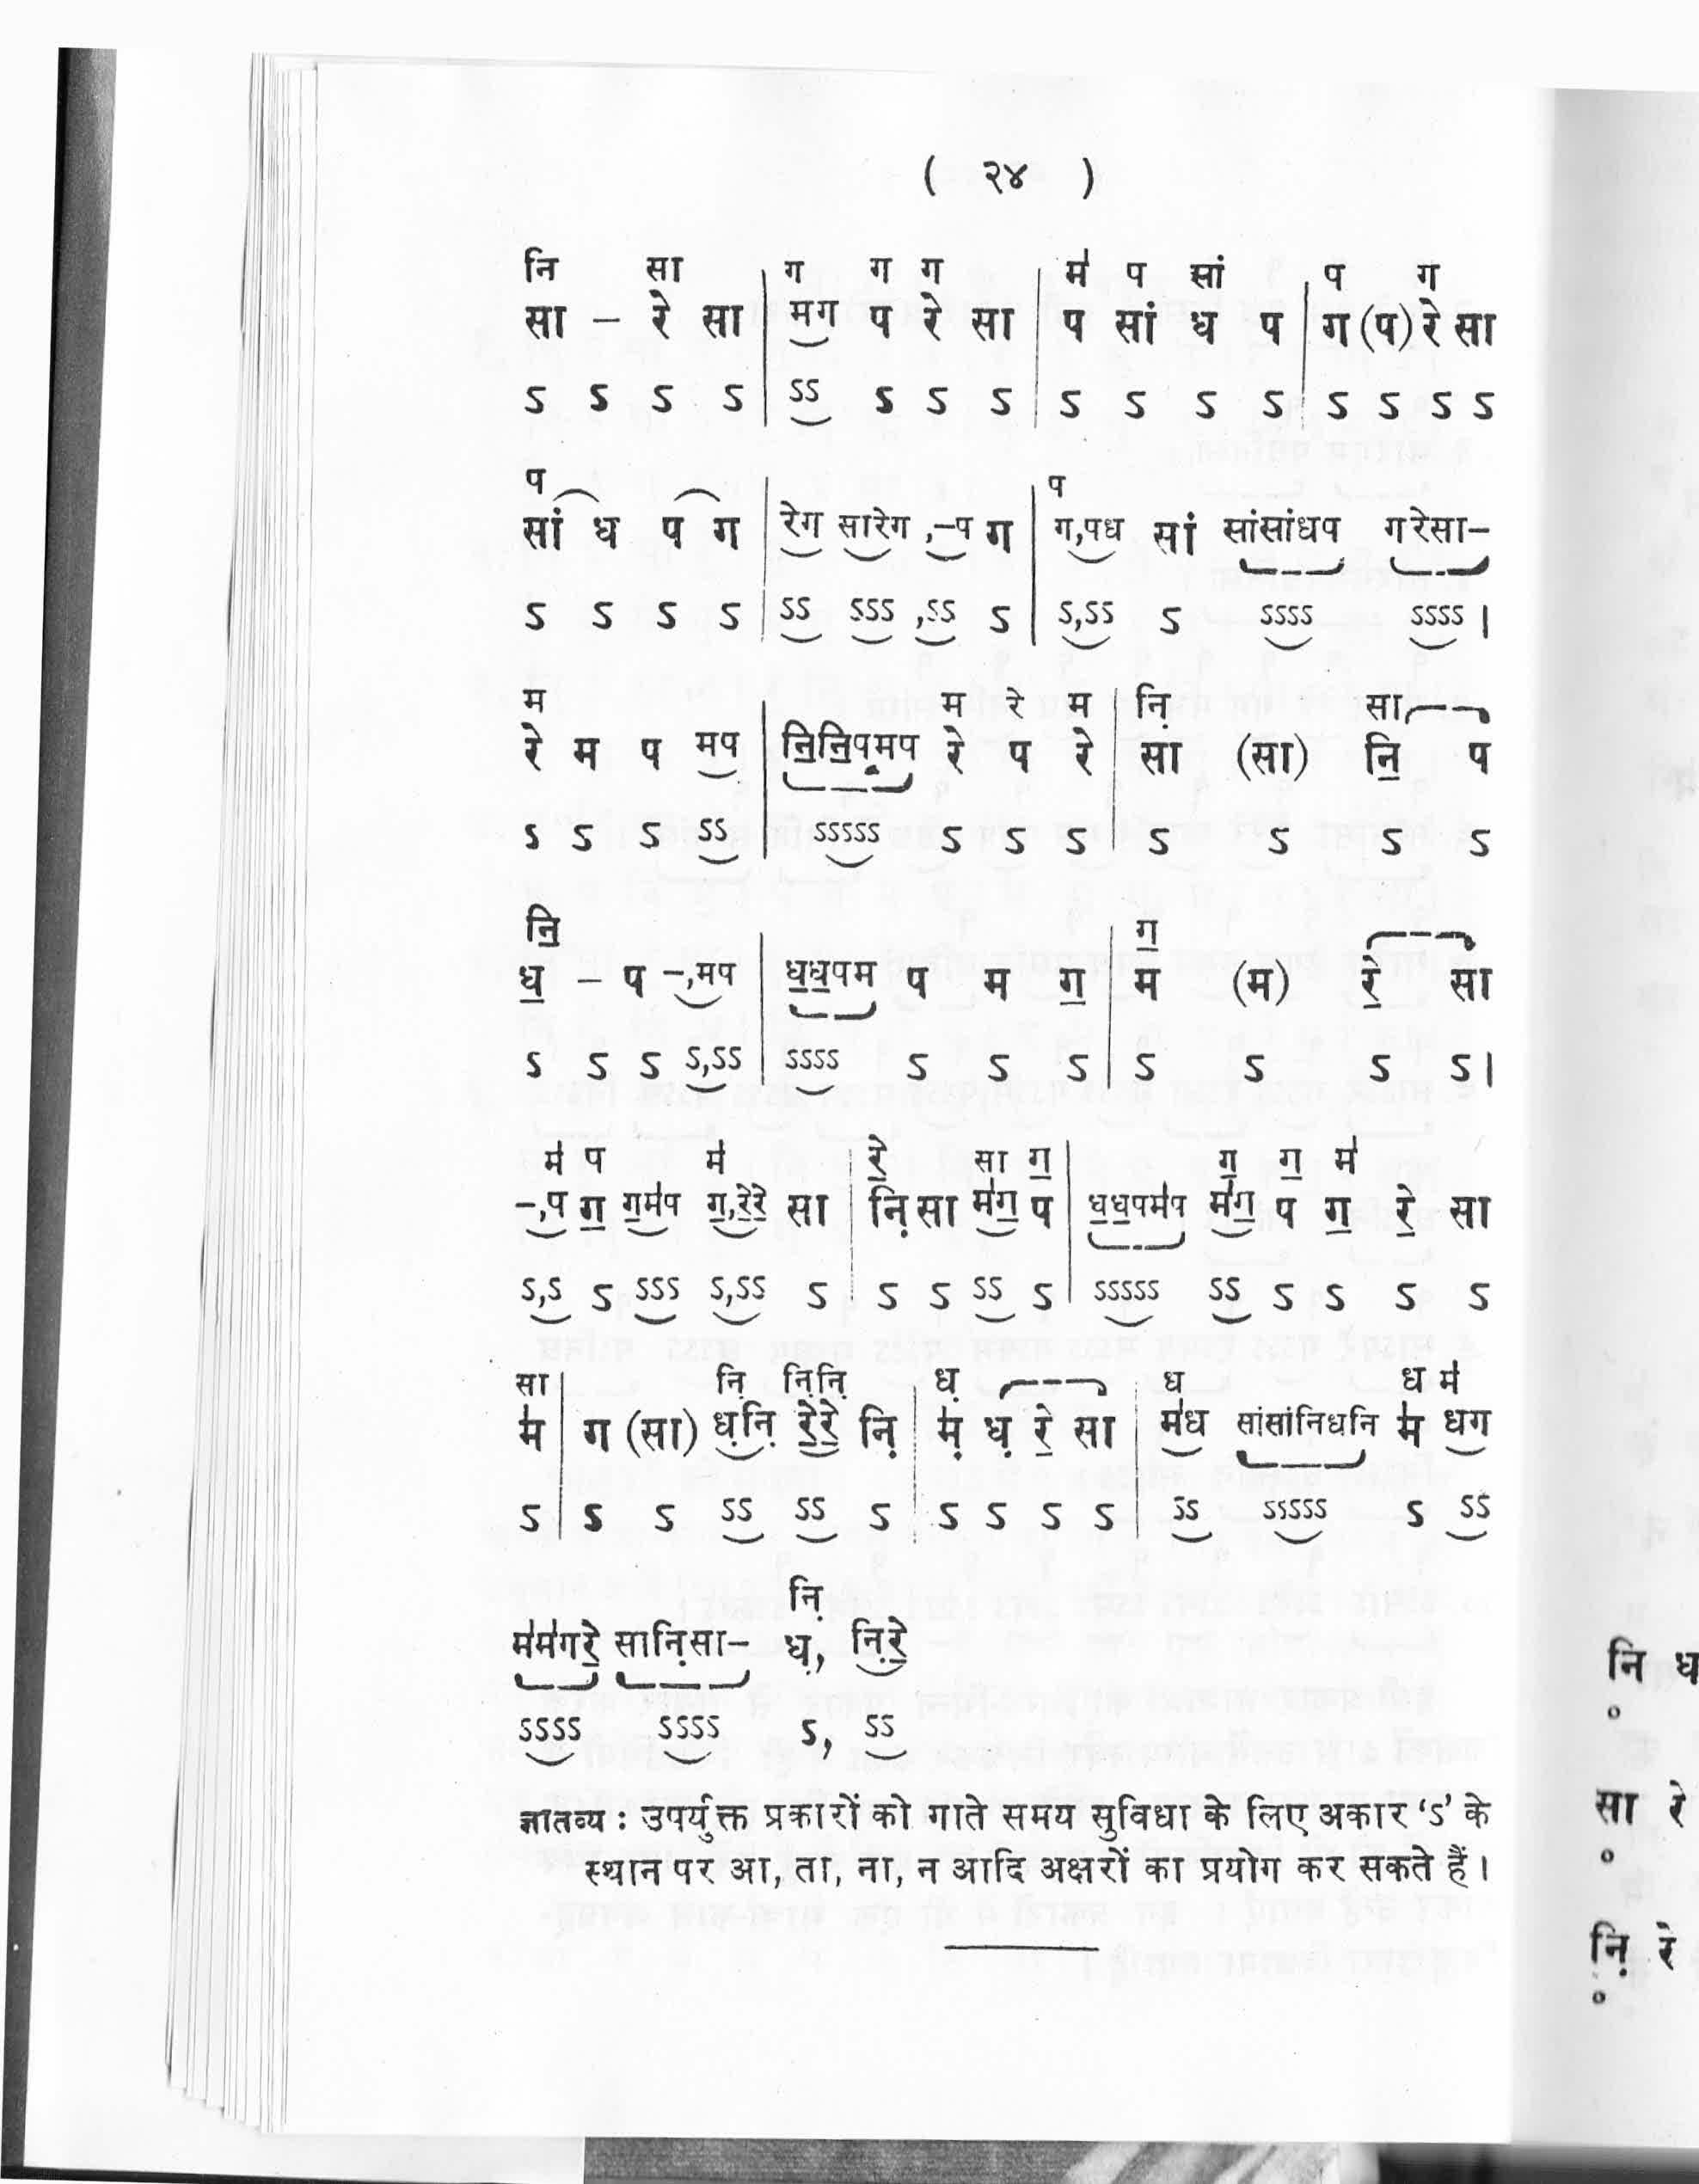 ( २४ )
नि सा ग ग ग म॑ प सां प ग
सा – रे सा | मग प रे सा | प सां ध प | ग (प) रे सा
ऽ ऽ ऽ ऽ | ऽऽ ऽ ऽ ऽ | ऽ ऽ ऽ ऽ | ऽ ऽ ऽ ऽ
प प
सां ध प ग | रेग सारेग ,–प ग | ग,पध सां सांसांधप गरेसा–
ऽ ऽ ऽ ऽ | ऽऽ ऽऽऽ ,ऽऽ ऽ | ऽ,ऽऽ ऽ ऽऽऽऽ ऽऽऽऽ |
म म रे म नि़ सा
रे म प मप | नि॒नि॒पमप रे प रे | सा (सा) नि॒ प
ऽ ऽ ऽ ऽऽ | ऽऽऽऽऽ ऽ ऽ ऽ | ऽ ऽ ऽ ऽ
नि॒ ग॒
ध॒ – प –,मप | ध॒ध॒पम प म ग॒ | म (म) रे॒ सा
ऽ ऽ ऽ ऽ,ऽऽ | ऽऽऽऽ ऽ ऽ ऽ | ऽ ऽ ऽ ऽ |
म॑ प म॑ रे॒ सा ग॒ ग॒ ग॒ म॑
–,प ग॒ ग॒म॑प ग॒,रे॒रे॒ सा | नि़ सा म॑ग॒ प | ध॒ध॒पम॑प म॑ग॒ प ग॒ रे॒ सा
ऽ,ऽ ऽ ऽऽऽ ऽ,ऽऽ ऽ | ऽ ऽ ऽऽ ऽ | ऽऽऽऽऽ ऽऽ ऽ ऽ ऽ ऽ
सा नि़ नि़नि़ ध़ ध ध म॑
म॑ | ग (सा) ध़नि़ रे॒रे॒ नि़ | म़॑ ध़ रे॒ सा | म॑ध सांसांनिधनि म॑ धग
ऽ | ऽ ऽ ऽऽ ऽऽ ऽ | ऽ ऽ ऽ ऽ | ऽऽ ऽऽऽऽऽ ऽ ऽऽ
नि़
म॑म॑गरे॒ सानि़सा– ध़, नि़रे॒
ऽऽऽऽ ऽऽऽऽ ऽ, ऽऽ
ज्ञातव्य : उपर्युक्त प्रकारों को गाते समय सुविधा के लिए अकार ‘ऽ’ के
स्थान पर आ, ता, ना, न आदि अक्षरों का प्रयोग कर सकते हैं ।
नि ध
सा रे
नि़ रे